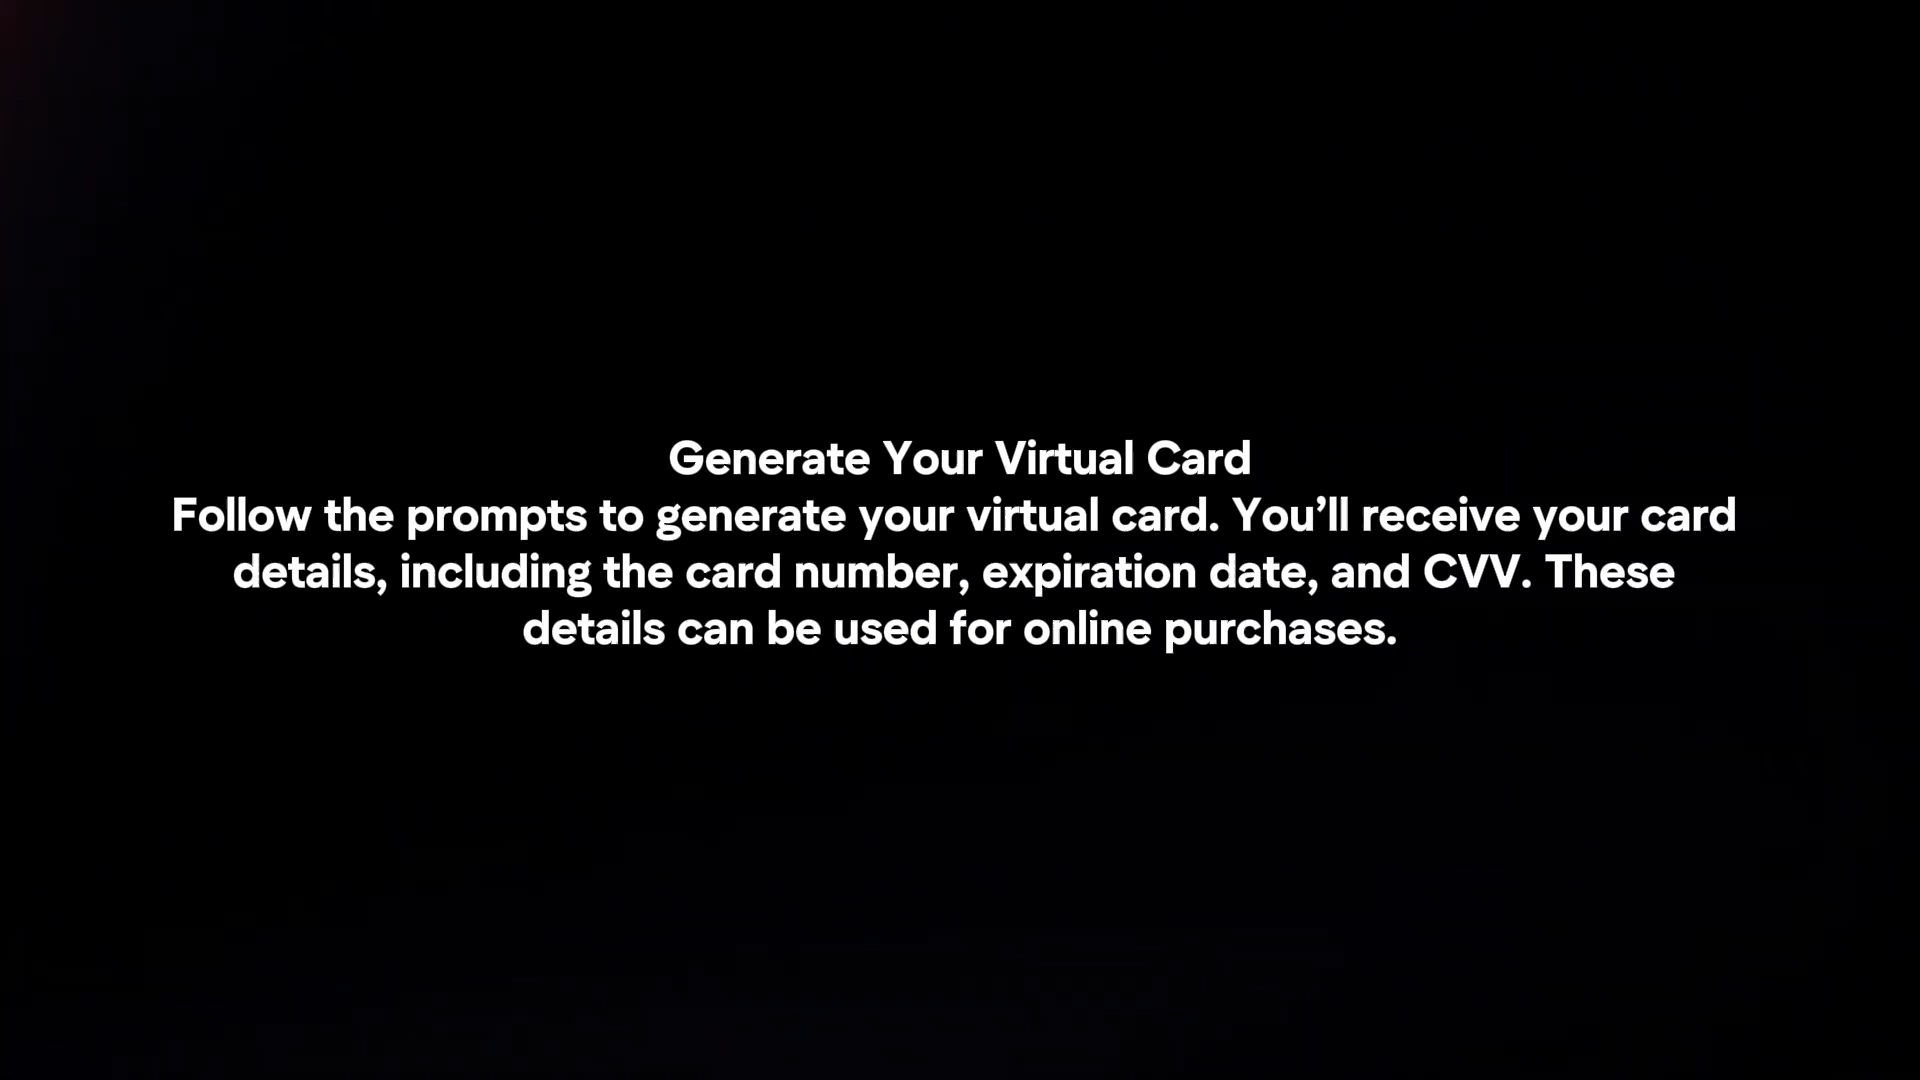 Generate Your Virtual Card
Follow the prompts to generate your virtual card. You’ll receive your card
details, including the card number, expiration date, and CVV. These
details can be used for online purchases.